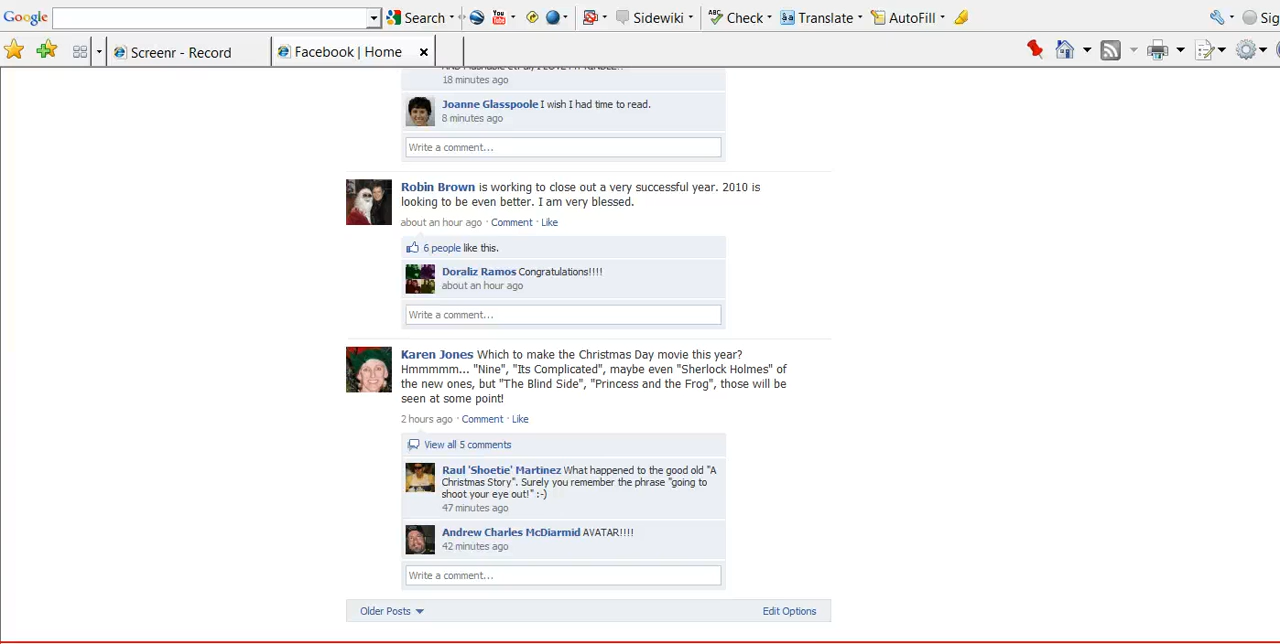 Google Search Sidewiki Check Translate AutoFill Sig
Screenr - Record Facebook | Home
18 minutes ago
Joanne Glasspoole I wish I had time to read.
8 minutes ago
Write a comment...
Robin Brown is working to close out a very successful year. 2010 is
looking to be even better. I am very blessed.
about an hour ago · Comment · Like
6 people like this.
Doraliz Ramos Congratulations!!!!
about an hour ago
Write a comment...
Karen Jones Which to make the Christmas Day movie this year?
Hmmmmm... "Nine", "Its Complicated", maybe even "Sherlock Holmes" of
the new ones, but "The Blind Side", "Princess and the Frog", those will be
seen at some point!
2 hours ago · Comment · Like
View all 5 comments
Raul 'Shoetie' Martinez What happened to the good old "A
Christmas Story". Surely you remember the phrase "going to
shoot your eye out!" :-)
47 minutes ago
Andrew Charles McDiarmid AVATAR!!!!
42 minutes ago
Write a comment...
Older Posts Edit Options